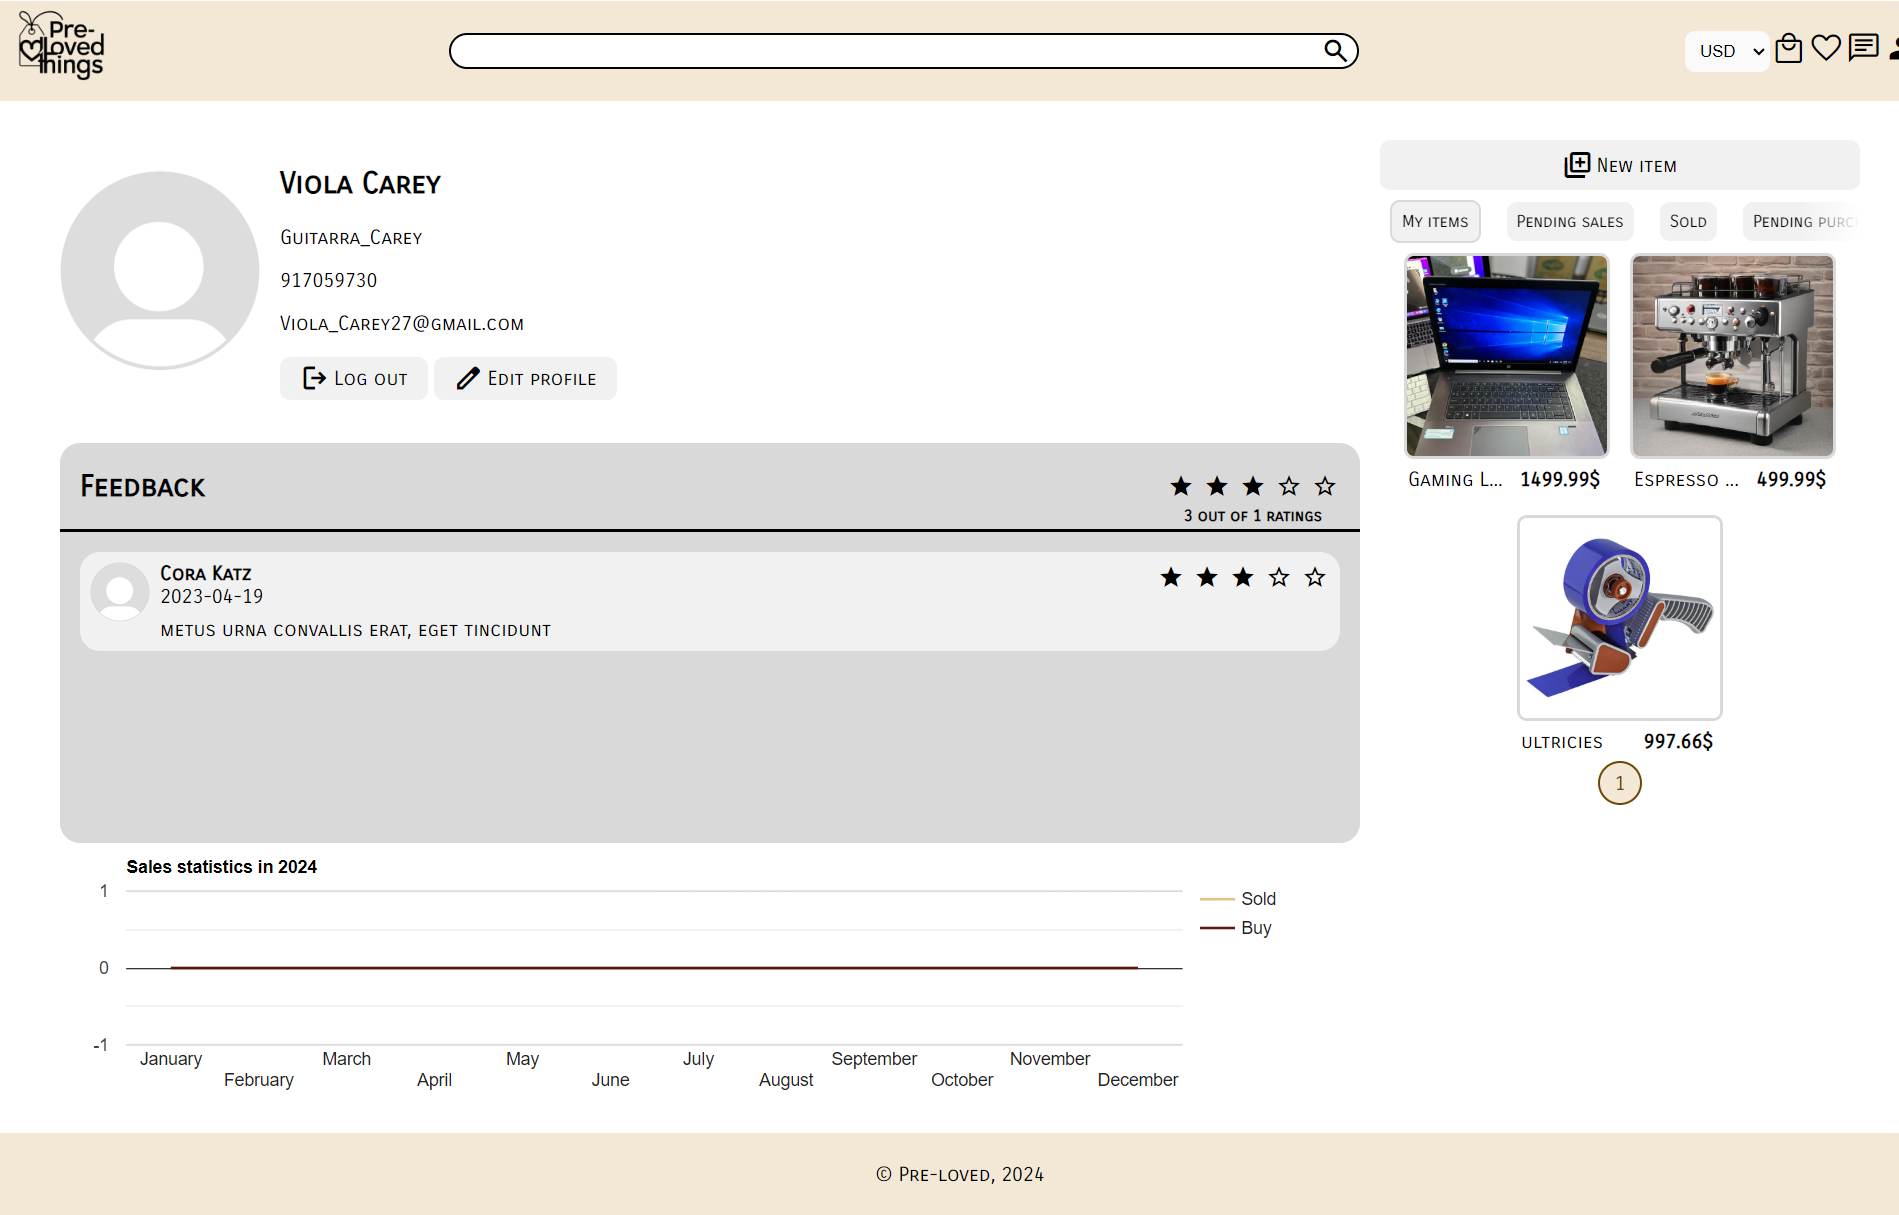 Pre-
loved
things
USD
Viola Carey
Guitarra_Carey
917059730
Viola_Carey27@gmail.com
Log out
Edit profile
New item
My items
Pending sales
Sold
Pending purc
Gaming L... 1499.99$
Espresso ... 499.99$
ultricies 997.66$
1
Feedback
3 out of 1 ratings
Cora Katz
2023-04-19
metus urna convallis erat, eget tincidunt
Sales statistics in 2024
1
0
-1
Sold
Buy
January
February
March
April
May
June
July
August
September
October
November
December
© Pre-loved, 2024